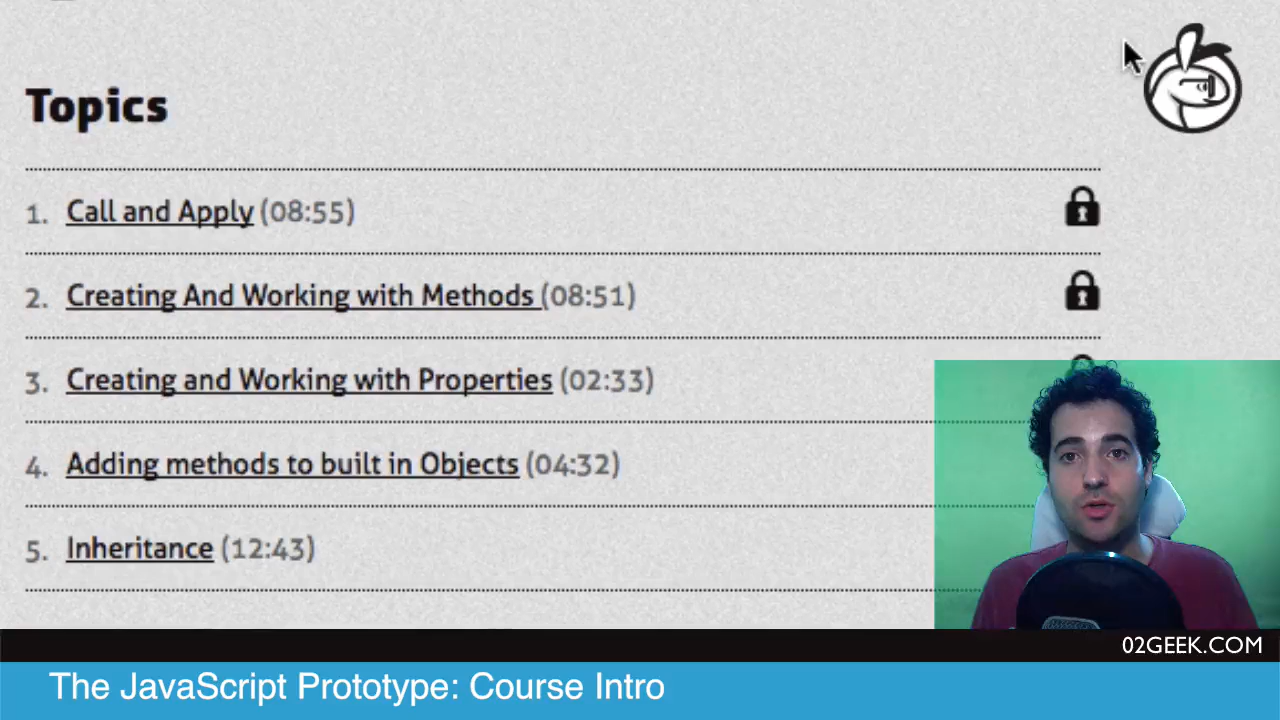 Topics
1. Call and Apply (08:55)
2. Creating And Working with Methods (08:51)
3. Creating and Working with Properties (02:33)
4. Adding methods to built in Objects (04:32)
5. Inheritance (12:43)
02GEEK.COM
The JavaScript Prototype: Course Intro